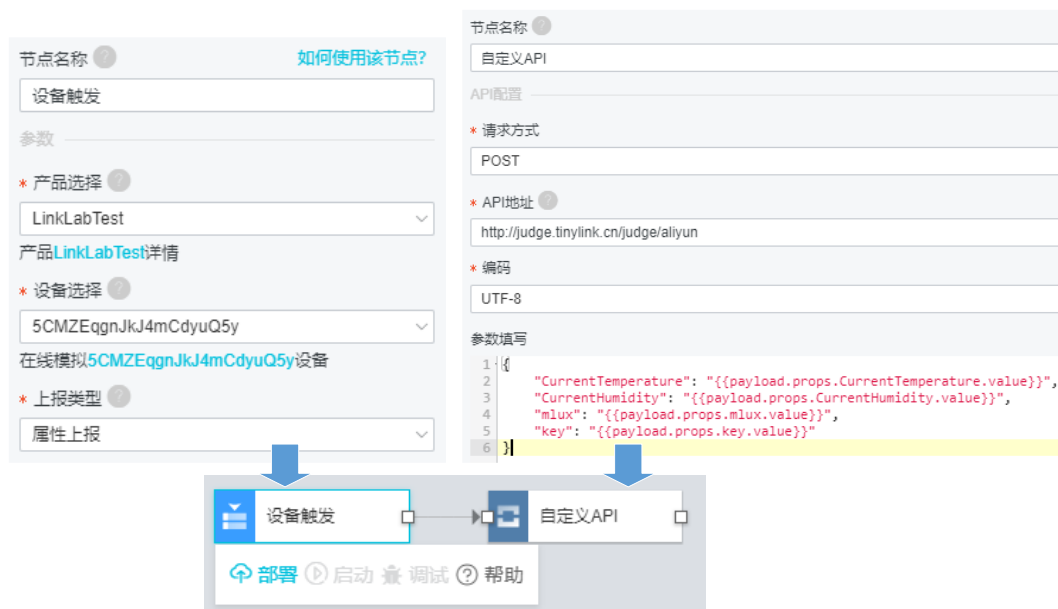 节点名称 ?
如何使用该节点?
设备触发
参数
* 产品选择 ?
LinkLabTest
产品LinkLabTest详情
* 设备选择 ?
5CMZEqgnJkJ4mCdyuQ5y
在线模拟5CMZEqgnJkJ4mCdyuQ5y设备
* 上报类型 ?
属性上报
节点名称 ?
自定义API
API配置
* 请求方式
POST
* API地址 ?
http://judge.tinylink.cn/judge/aliyun
* 编码
UTF-8
参数填写
1 {
2 "CurrentTemperature": "{{payload.props.CurrentTemperature.value}}",
3 "CurrentHumidity": "{{payload.props.CurrentHumidity.value}}",
4 "mlux": "{{payload.props.mlux.value}}",
5 "key": "{{payload.props.key.value}}"
6 }
设备触发
自定义API
部署 启动 调试 ? 帮助